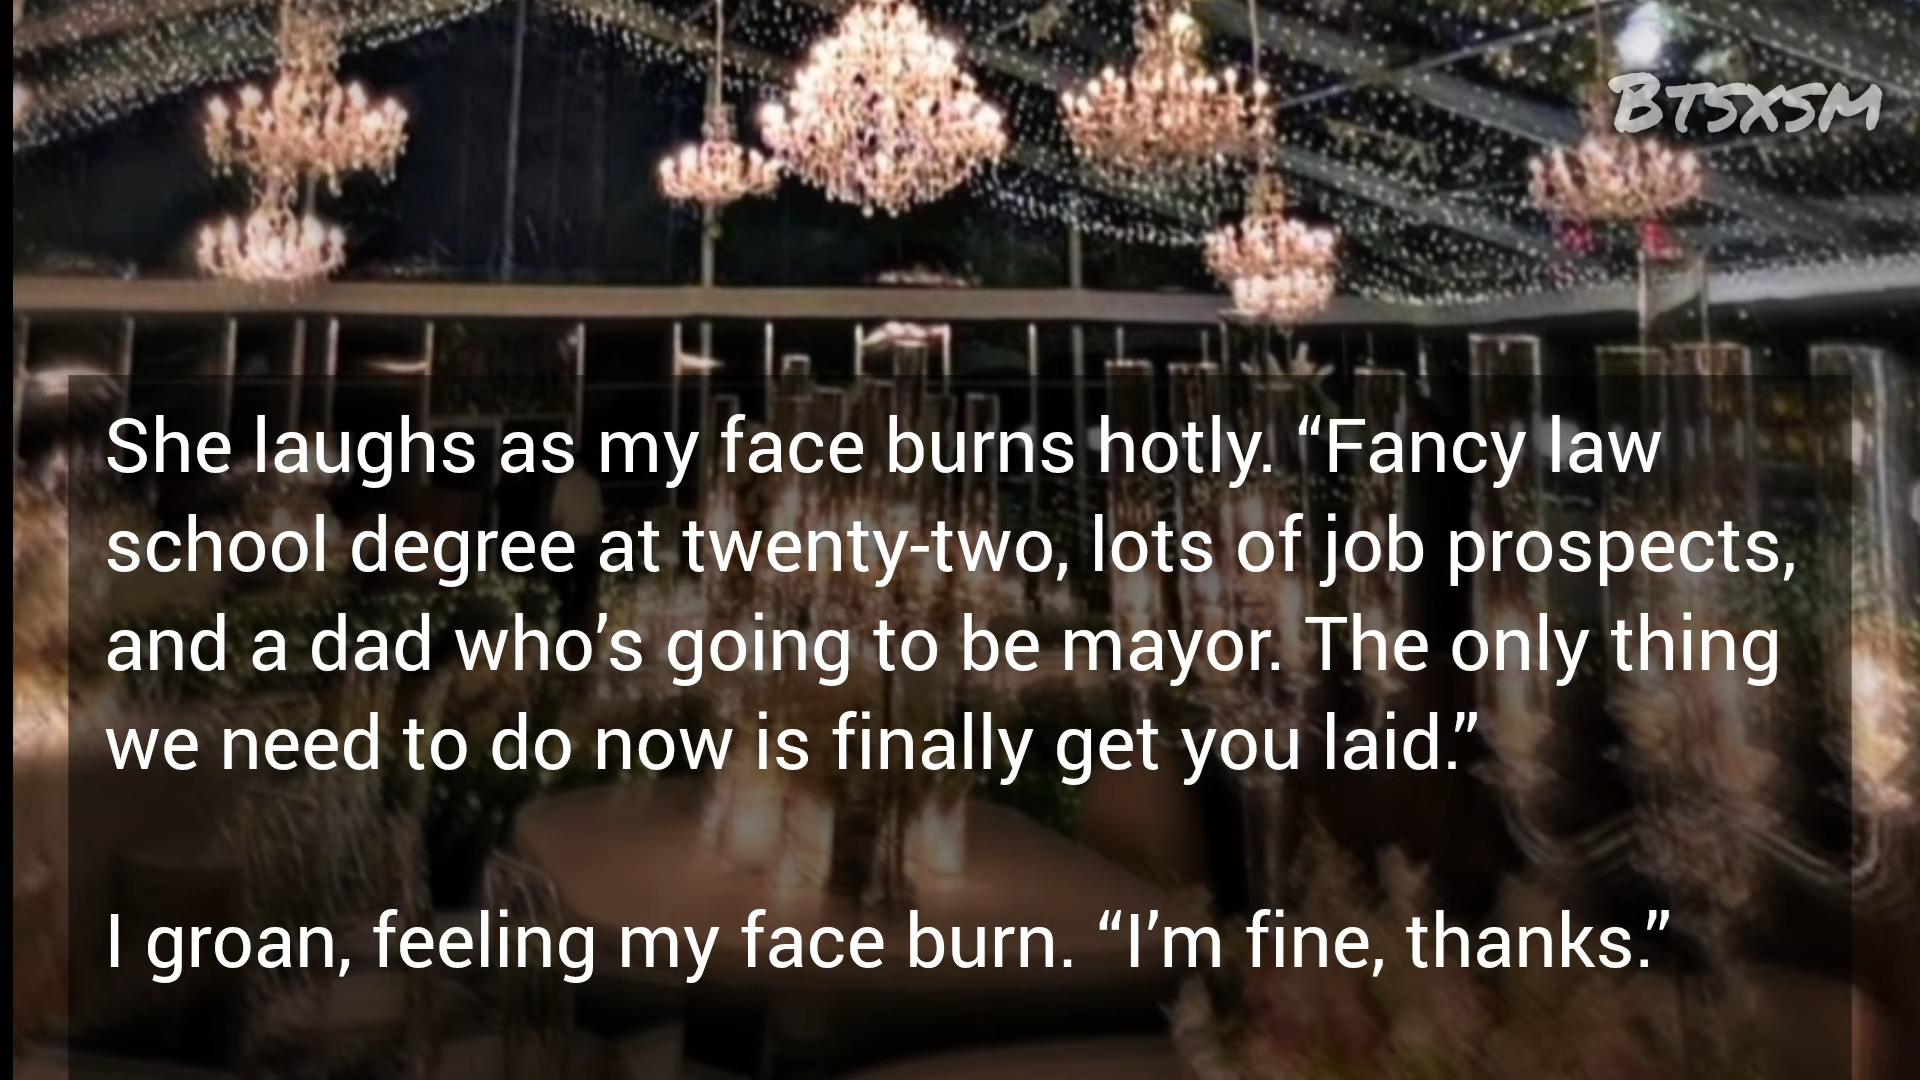 Btsxsm
She laughs as my face burns hotly. “Fancy law
school degree at twenty-two, lots of job prospects,
and a dad who’s going to be mayor. The only thing
we need to do now is finally get you laid.”
I groan, feeling my face burn.  “I’m fine, thanks.”